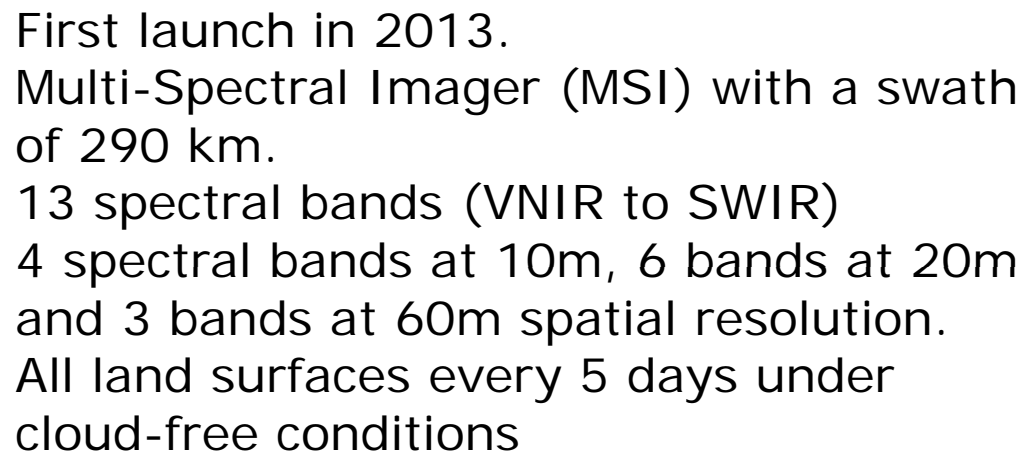 First launch in 2013.
Multi-Spectral Imager (MSI) with a swath
of 290 km.
13 spectral bands (VNIR to SWIR)
4 spectral bands at 10m, 6 bands at 20m
and 3 bands at 60m spatial resolution.
All land surfaces every 5 days under
cloud-free conditions